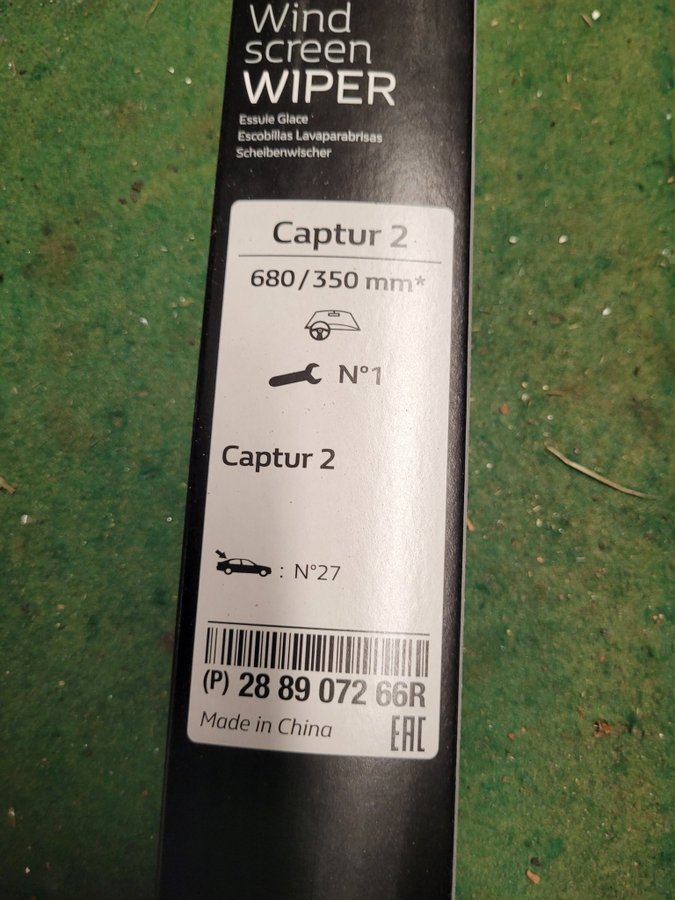 Wind
screen
WIPER
Essuie Glace
Escobillas Lavaparabrisas
Scheibenwischer
Captur 2
680/350 mm*
N°1
Captur 2
: N°27
(P) 28 89 072 66R
Made in China
EAC